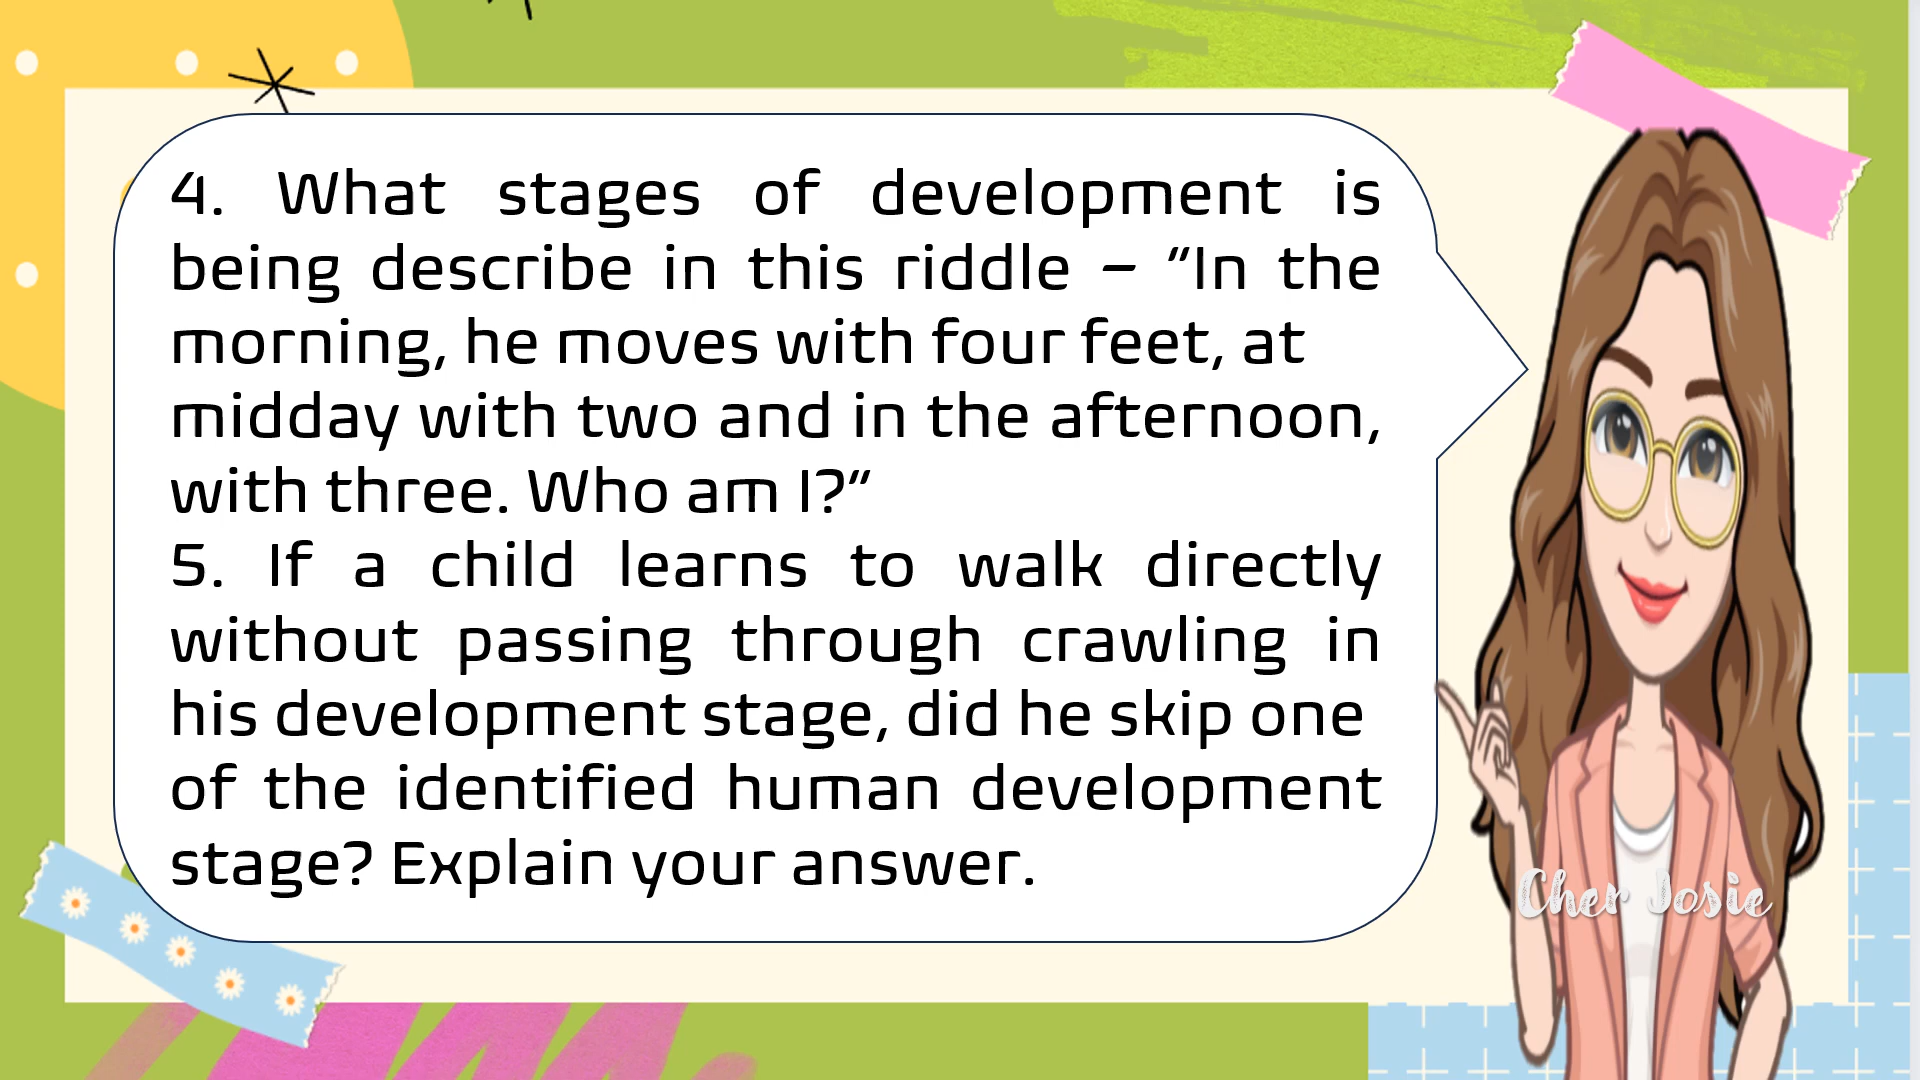 4. What stages of development is
being describe in this riddle – "In the
morning, he moves with four feet, at
midday with two and in the afternoon,
with three. Who am I?"
5. If a child learns to walk directly
without passing through crawling in
his development stage, did he skip one
of the identified human development
stage? Explain your answer.
Cher Josie